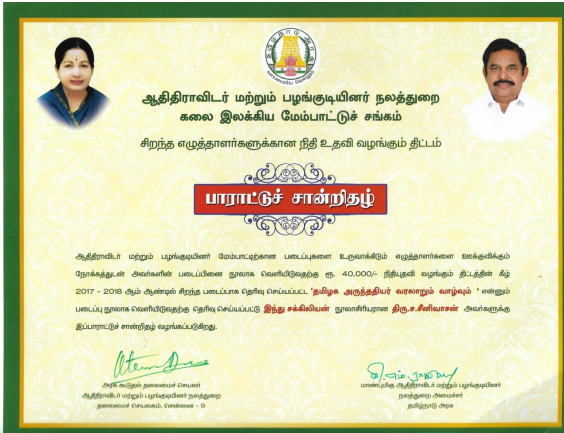 ஆதிதிராவிடர் மற்றும் பழங்குடியினர் நலத்துறை
கலை இலக்கிய மேம்பாட்டுச் சங்கம்
சிறந்த எழுத்தாளர்களுக்கான நிதி உதவி வழங்கும் திட்டம்
பாராட்டுச் சான்றிதழ்
ஆதிதிராவிடர் மற்றும் பழங்குடியினர் மேம்பாட்டிற்கான படைப்புகளை உருவாக்கிடும் எழுத்தாளர்களை ஊக்குவிக்கும்
நோக்கத்துடன் அவர்களின் படைப்பினை நூலாக வெளியிடுவதற்கு ரூ. 40,000/- நிதியுதவி வழங்கும் திட்டத்தின் கீழ்
2017 - 2018 ஆம் ஆண்டில் சிறந்த படைப்பாக தெரிவு செய்யப்பட்ட 'தமிழக அருந்ததியர் வரலாறும் வாழ்வும் ' என்னும்
படைப்பு நூலாக வெளியிடுவதற்கு தெரிவு செய்யப்பட்டு இந்து சக்கிலியன் நூலாசிரியரான திரு.ச.சீனிவாசன் அவர்களுக்கு
இப்பாராட்டுச் சான்றிதழ் வழங்கப்படுகிறது.
அரசு கூடுதல் தலைமைச் செயலர்
ஆதிதிராவிடர் மற்றும் பழங்குடியினர் நலத்துறை
தலைமைச் செயலகம், சென்னை - 9
மாண்புமிகு ஆதிதிராவிடர் மற்றும் பழங்குடியினர்
நலத்துறை அமைச்சர்
தமிழ்நாடு அரசு